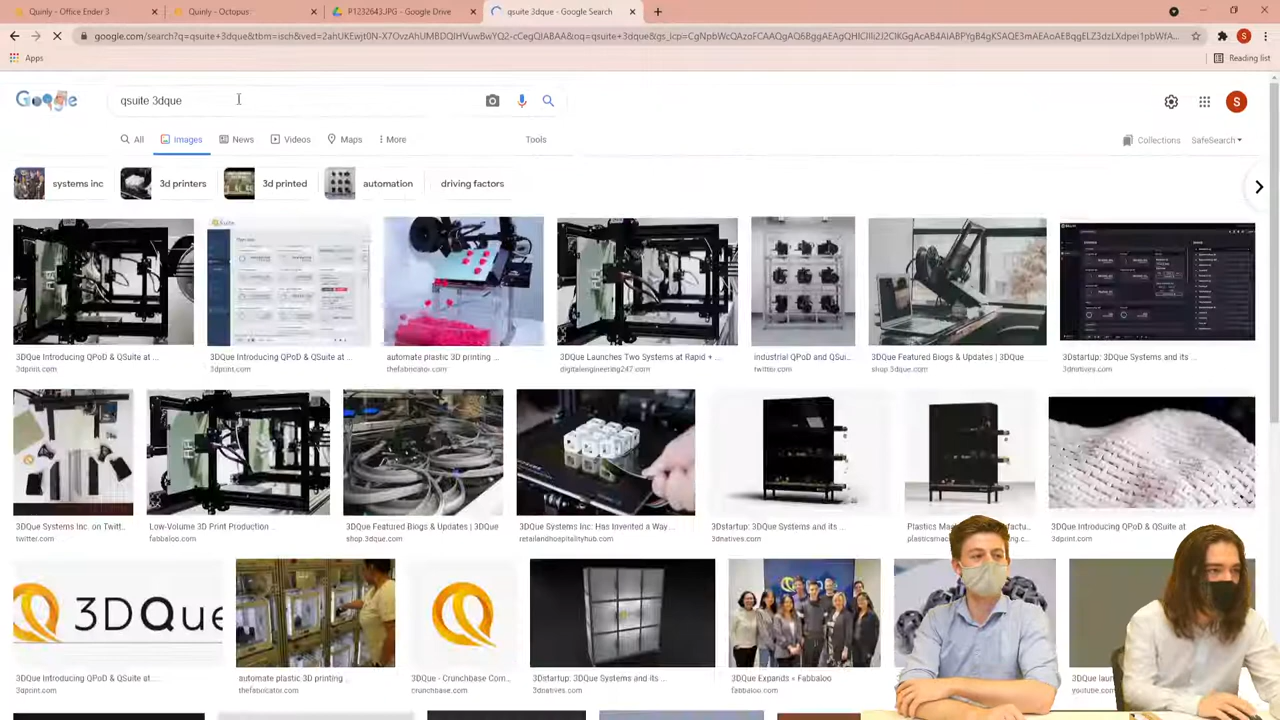 Quinly - Office Ender 3
Quinly - Octopus
P1232643.JPG - Google Drive
qsuite 3dque - Google Search
Apps
Reading list
Google
qsuite 3dque
S
All
Images
News
Videos
Maps
More
Tools
Collections
SafeSearch
systems inc
3d printers
3d printed
automation
driving factors
3DQue Introducing QPoD & QSuite at ...
3dprint.com
3DQue Introducing QPoD & QSuite at ...
3dprint.com
automate plastic 3D printing ...
thefabricator.com
3DQue Launches Two Systems at Rapid + ...
digitalengineering247.com
industrial QPoD and QSui...
twitter.com
3DQue Featured Blogs & Updates | 3DQue
shop.3dque.com
3Dstartup: 3DQue Systems and its ...
3dnatives.com
3DQue Systems Inc. on Twitt...
twitter.com
Low-Volume 3D Print Production ...
fabbaloo.com
3DQue Featured Blogs & Updates | 3DQue
shop.3dque.com
3DQue Systems Inc: Has Invented a Way...
retailandhospitalityhub.com
3Dstartup: 3DQue Systems and its ...
3dnatives.com
Plastics
3DQue Introducing QPoD & QSuite at
3dprint.com
3DQue
3DQue Introducing QPoD & QSuite at ...
3dprint.com
automate plastic 3D printing ...
thefabricator.com
3DQue - Crunchbase Com...
crunchbase.com
3Dstartup: 3DQue Systems and its ...
3dnatives.com
3DQue Expands « Fabbaloo
fabbaloo.com
3DQue
youtube.com